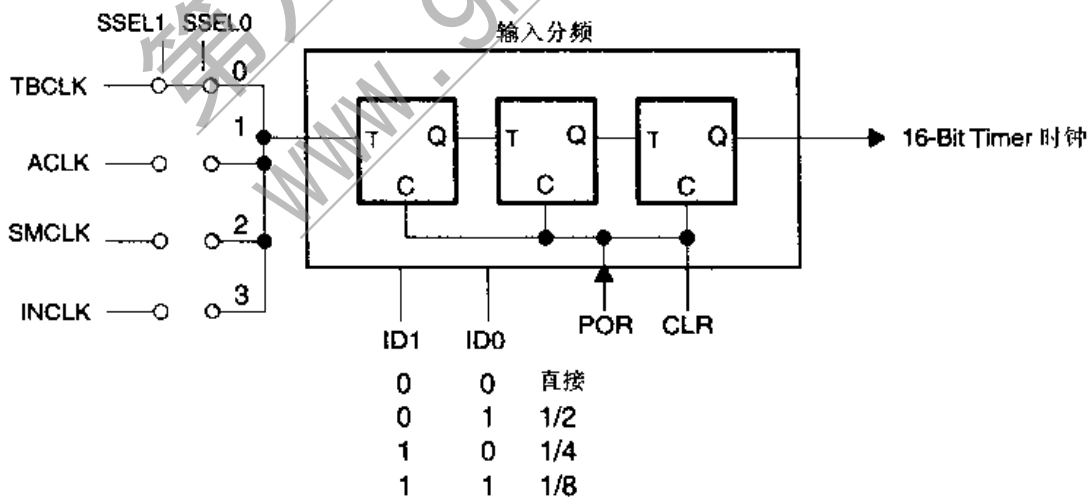 SSEL1 SSEL0
输入分频
TBCLK 0
1
ACLK
SMCLK 2
INCLK 3
T Q T Q T Q
C C C
16-Bit Timer 时钟
ID1 ID0 POR CLR
0 0 直接
0 1 1/2
1 0 1/4
1 1 1/8
www.